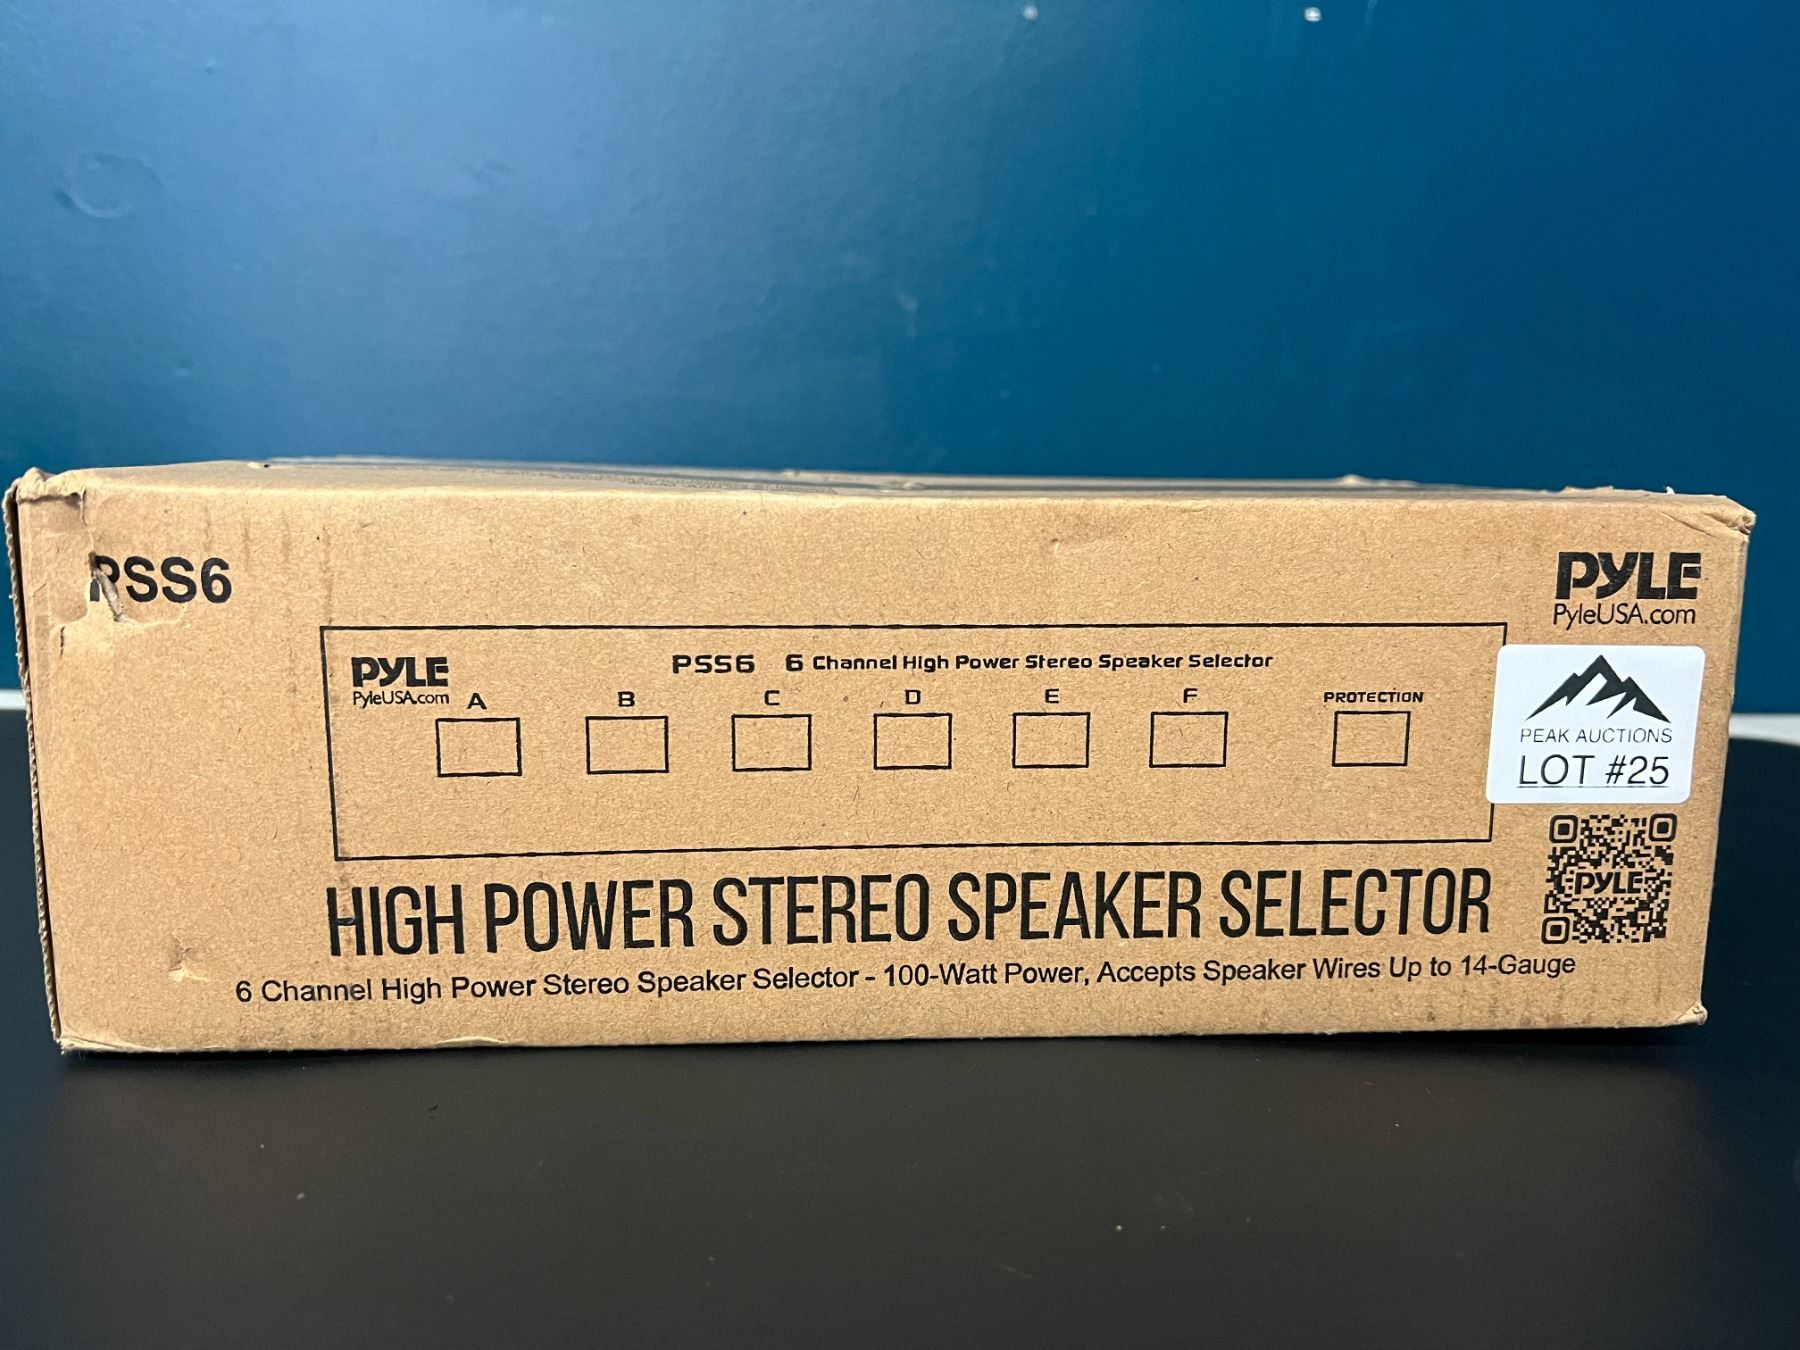 PSS6
PYLE
PyleUSA.com
PYLE
PyleUSA.com
PSS6 6 Channel High Power Stereo Speaker Selector
A B C D E F PROTECTION
PEAK AUCTIONS
LOT #25
PYLE
HIGH POWER STEREO SPEAKER SELECTOR
6 Channel High Power Stereo Speaker Selector - 100-Watt Power, Accepts Speaker Wires Up to 14-Gauge